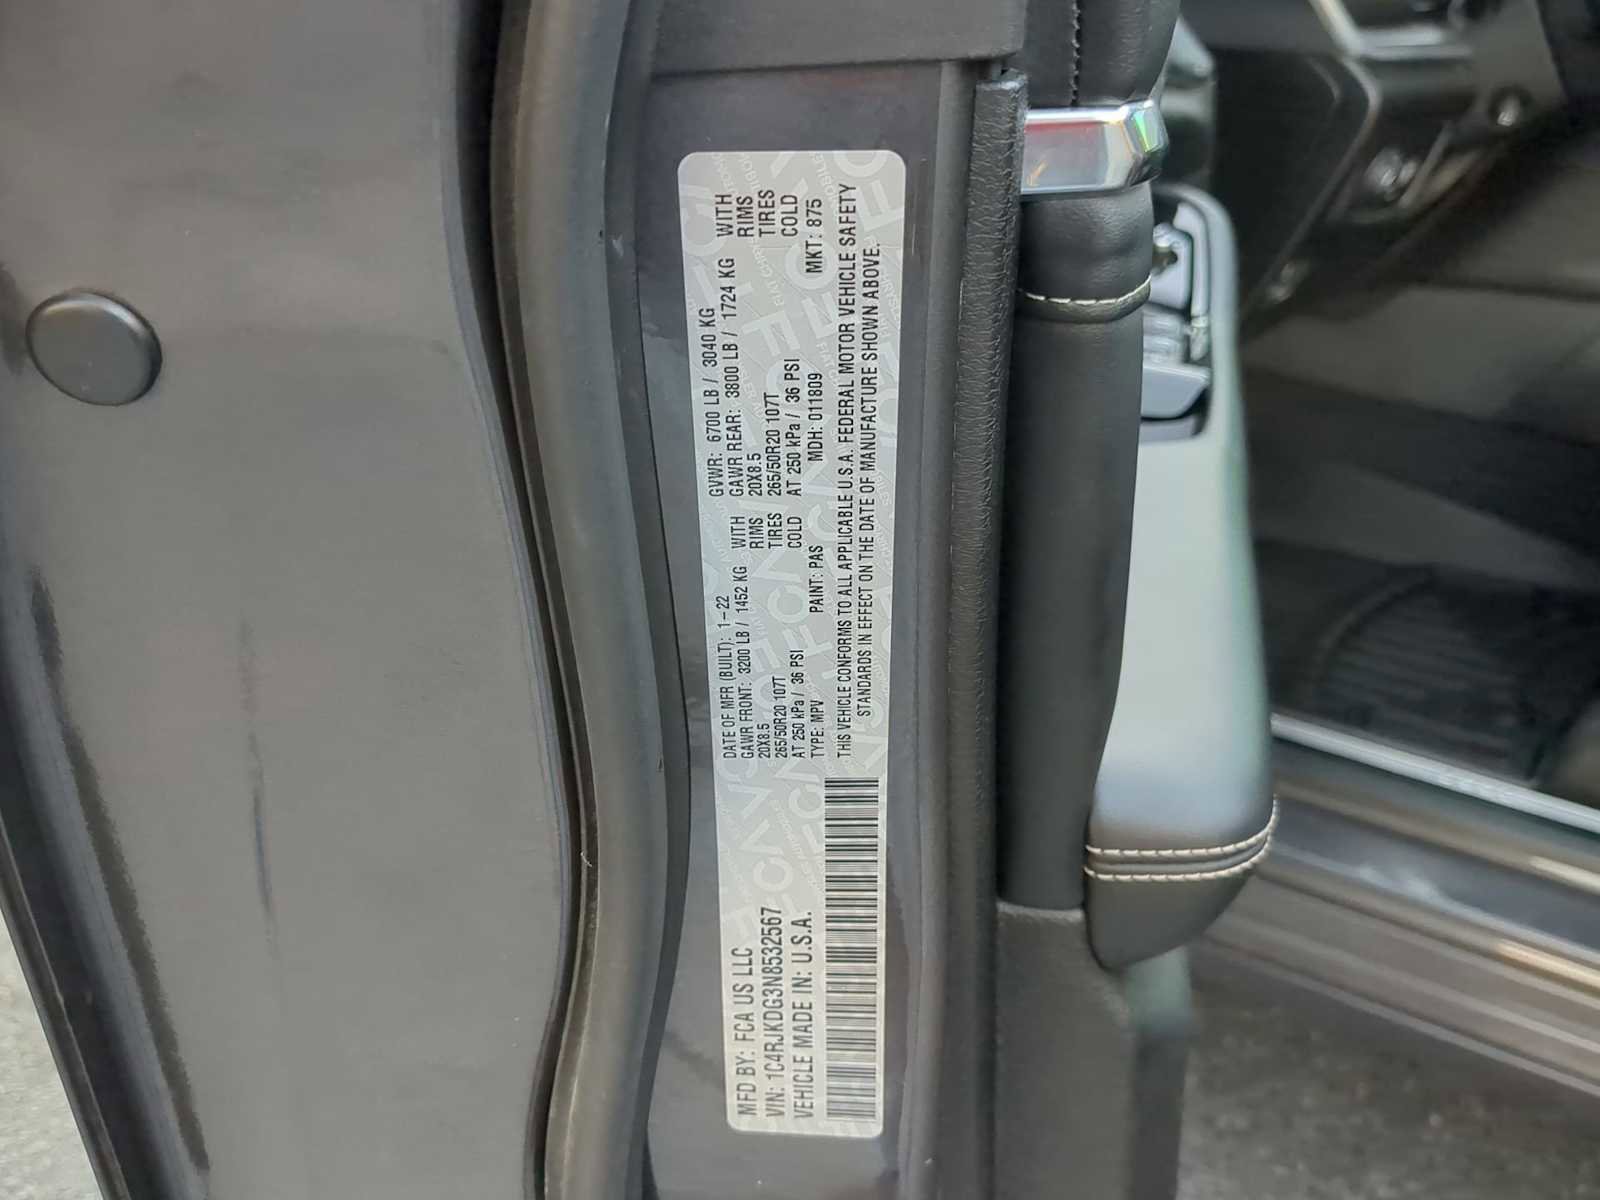 MFD BY: FCA US LLC
VIN: 1C4RJKDG3N8532567
VEHICLE MADE IN: U.S.A.
DATE OF MFR (BUILT): 1-22 GVWR: 6700 LB / 3040 KG
GAWR FRONT: 3200 LB / 1452 KG WITH GAWR REAR: 3800 LB / 1724 KG WITH
20X8.5 RIMS 20X8.5 RIMS
265/50R20 107T TIRES 265/50R20 107T TIRES
AT 250 kPa / 36 PSI COLD AT 250 kPa / 36 PSI COLD
TYPE: MPV PAINT: PAS MDH: 011809 MKT: 875
THIS VEHICLE CONFORMS TO ALL APPLICABLE U.S.A. FEDERAL MOTOR VEHICLE SAFETY
STANDARDS IN EFFECT ON THE DATE OF MANUFACTURE SHOWN ABOVE.